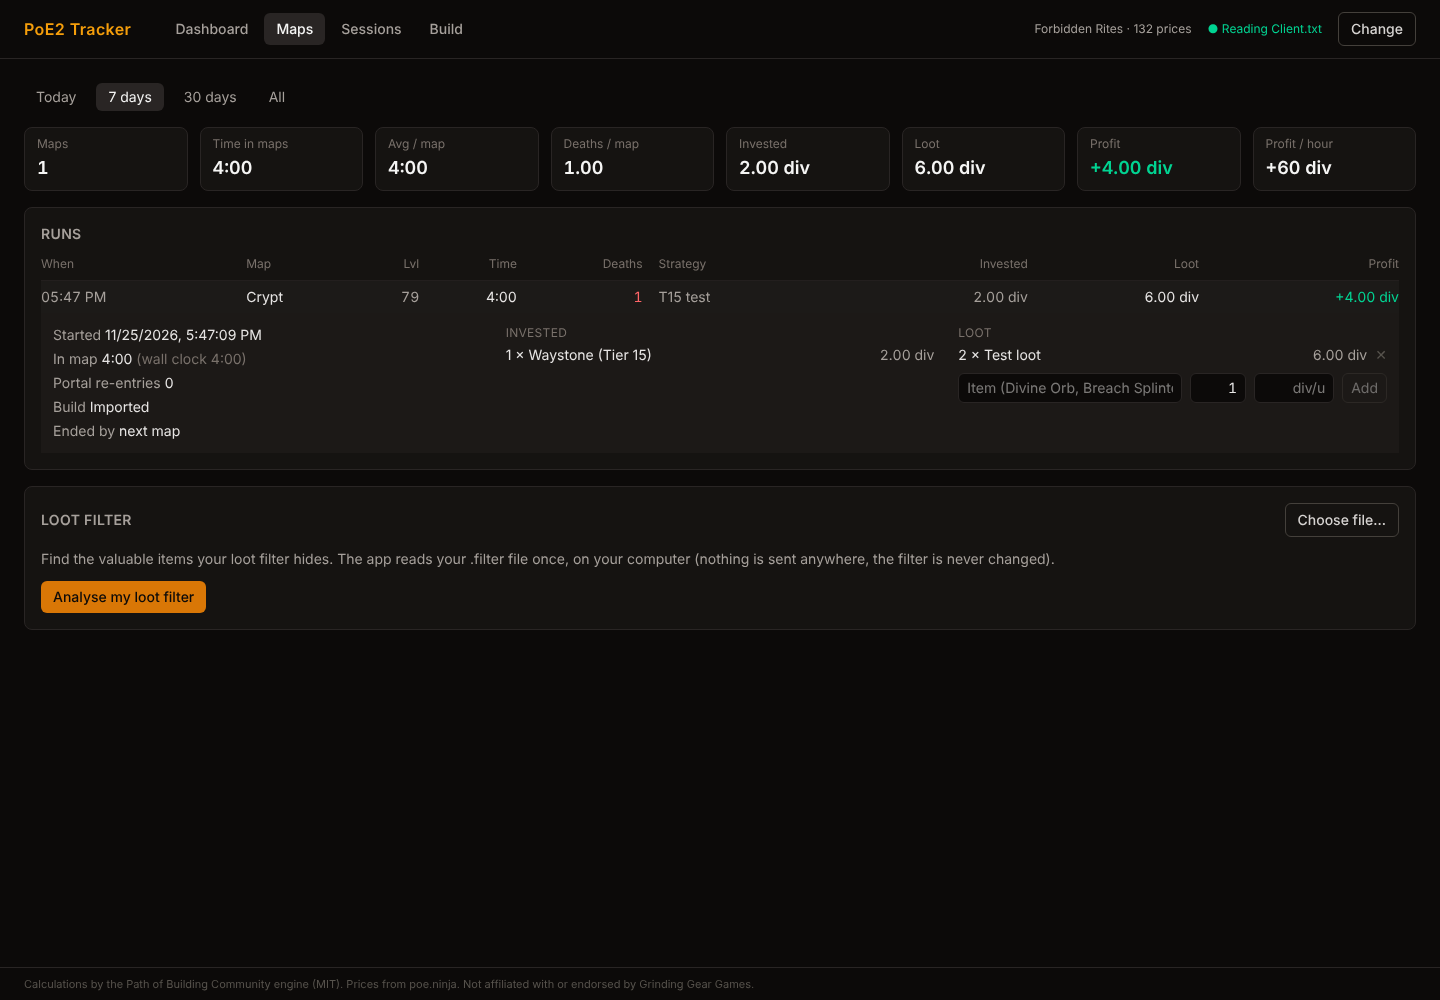 PoE2 Tracker Dashboard Maps Sessions Build Forbidden Rites · 132 prices Reading Client.txt Change
Today 7 days 30 days All
Maps Time in maps Avg / map Deaths / map Invested Loot Profit Profit / hour
1 4:00 4:00 1.00 2.00 div 6.00 div +4.00 div +60 div
RUNS
When Map Lvl Time Deaths Strategy Invested Loot Profit
05:47 PM Crypt 79 4:00 1 T15 test 2.00 div 6.00 div +4.00 div
Started 11/25/2026, 5:47:09 PM
In map 4:00 (wall clock 4:00)
Portal re-entries 0
Build Imported
Ended by next map
INVESTED
1 × Waystone (Tier 15) 2.00 div
LOOT
2 × Test loot 6.00 div ×
Item (Divine Orb, Breach 1 div/u Add
LOOT FILTER Choose file...
Find the valuable items your loot filter hides. The app reads your .filter file once, on your computer (nothing is sent anywhere, the filter is never changed).
Analyse my loot filter
Calculations by the Path of Building Community engine (MIT). Prices from poe.ninja. Not affiliated with or endorsed by Grinding Gear Games.